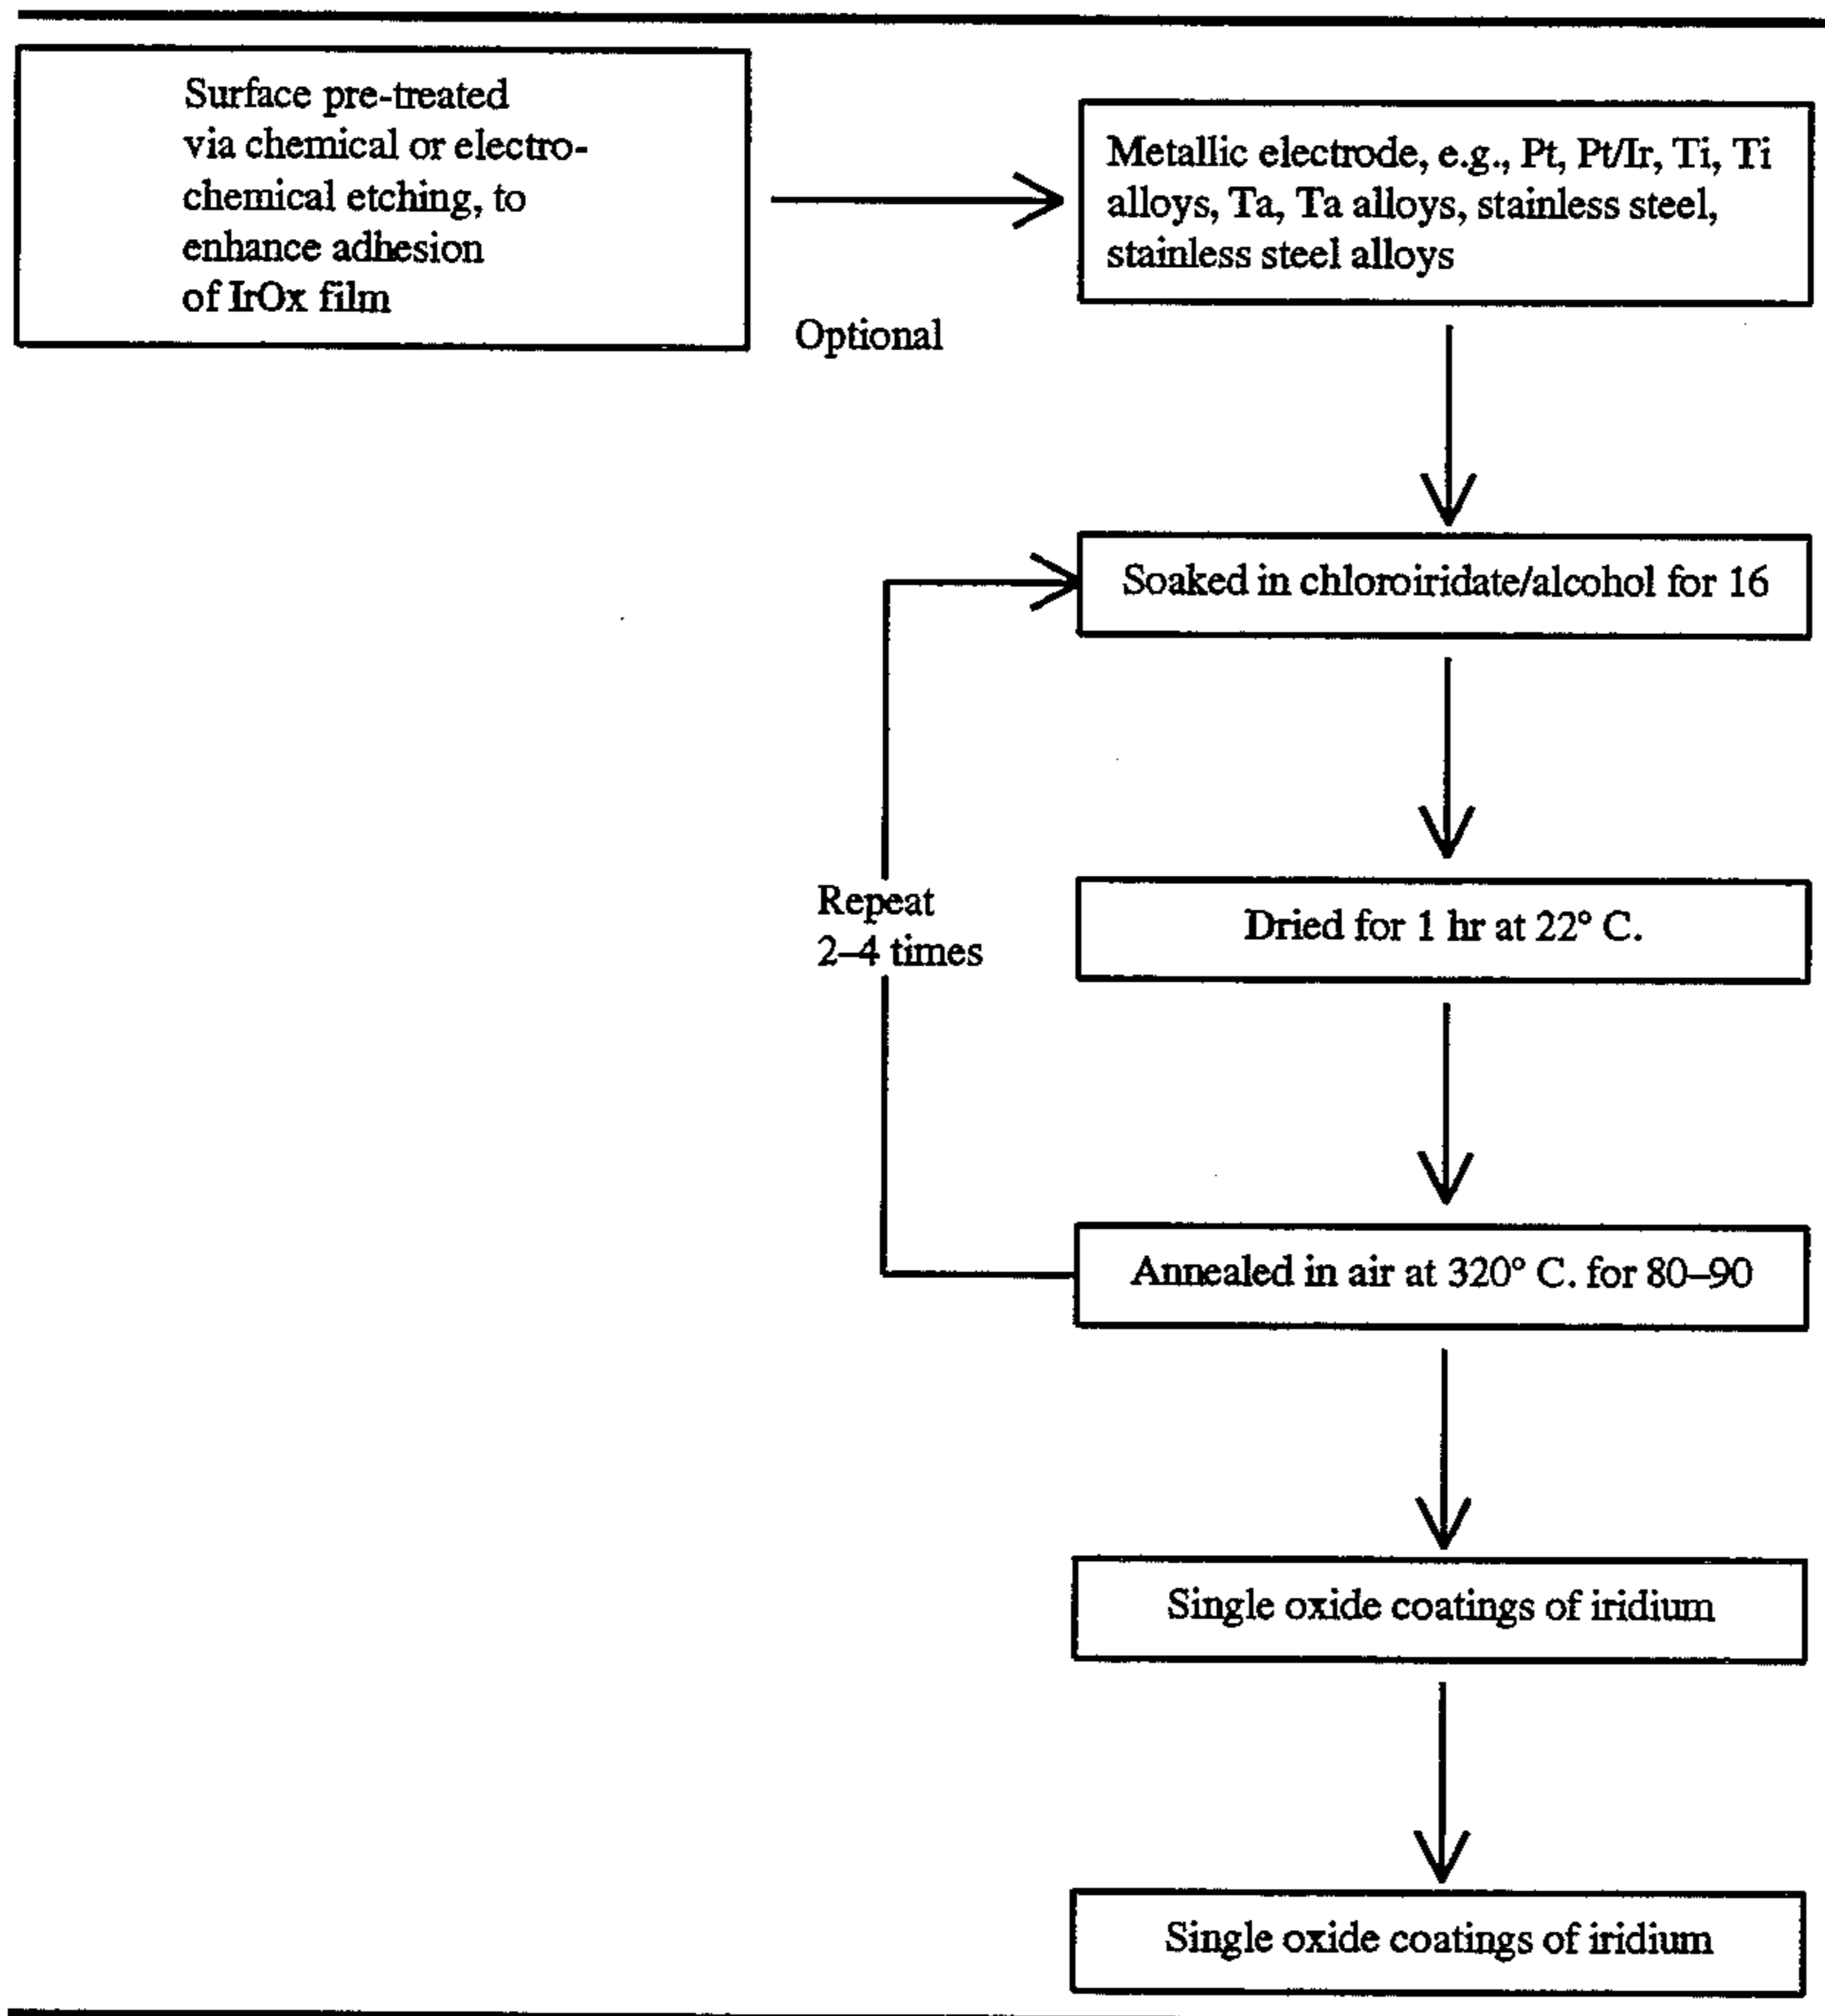 Surface pre-treated
via chemical or electro-
chemical etching, to
enhance adhesion
of IrOx film
Optional
Metallic electrode, e.g., Pt, Pt/Ir, Ti, Ti
alloys, Ta, Ta alloys, stainless steel,
stainless steel alloys
Soaked in chloroiridate/alcohol for 16
Repeat
2–4 times
Dried for 1 hr at 22° C.
Annealed in air at 320° C. for 80–90
Single oxide coatings of iridium
Single oxide coatings of iridium